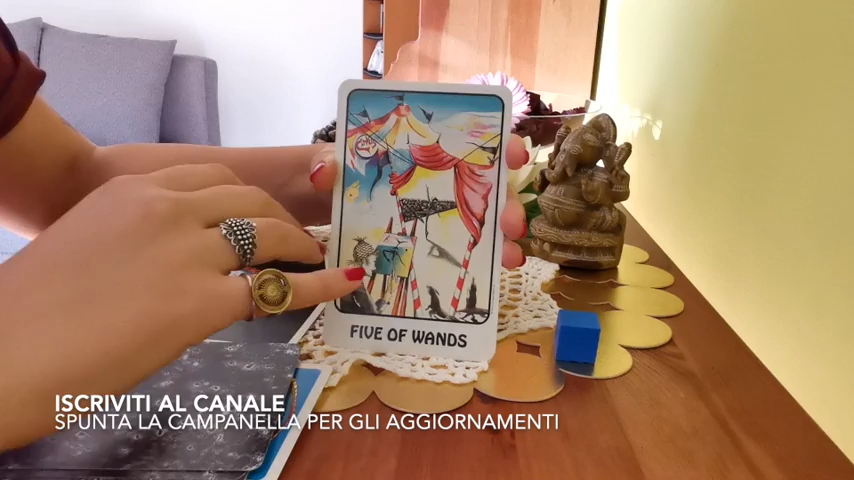 FIVE OF WANDS
ISCRIVITI AL CANALE
SPUNTA LA CAMPANELLA PER GLI AGGIORNAMENTI